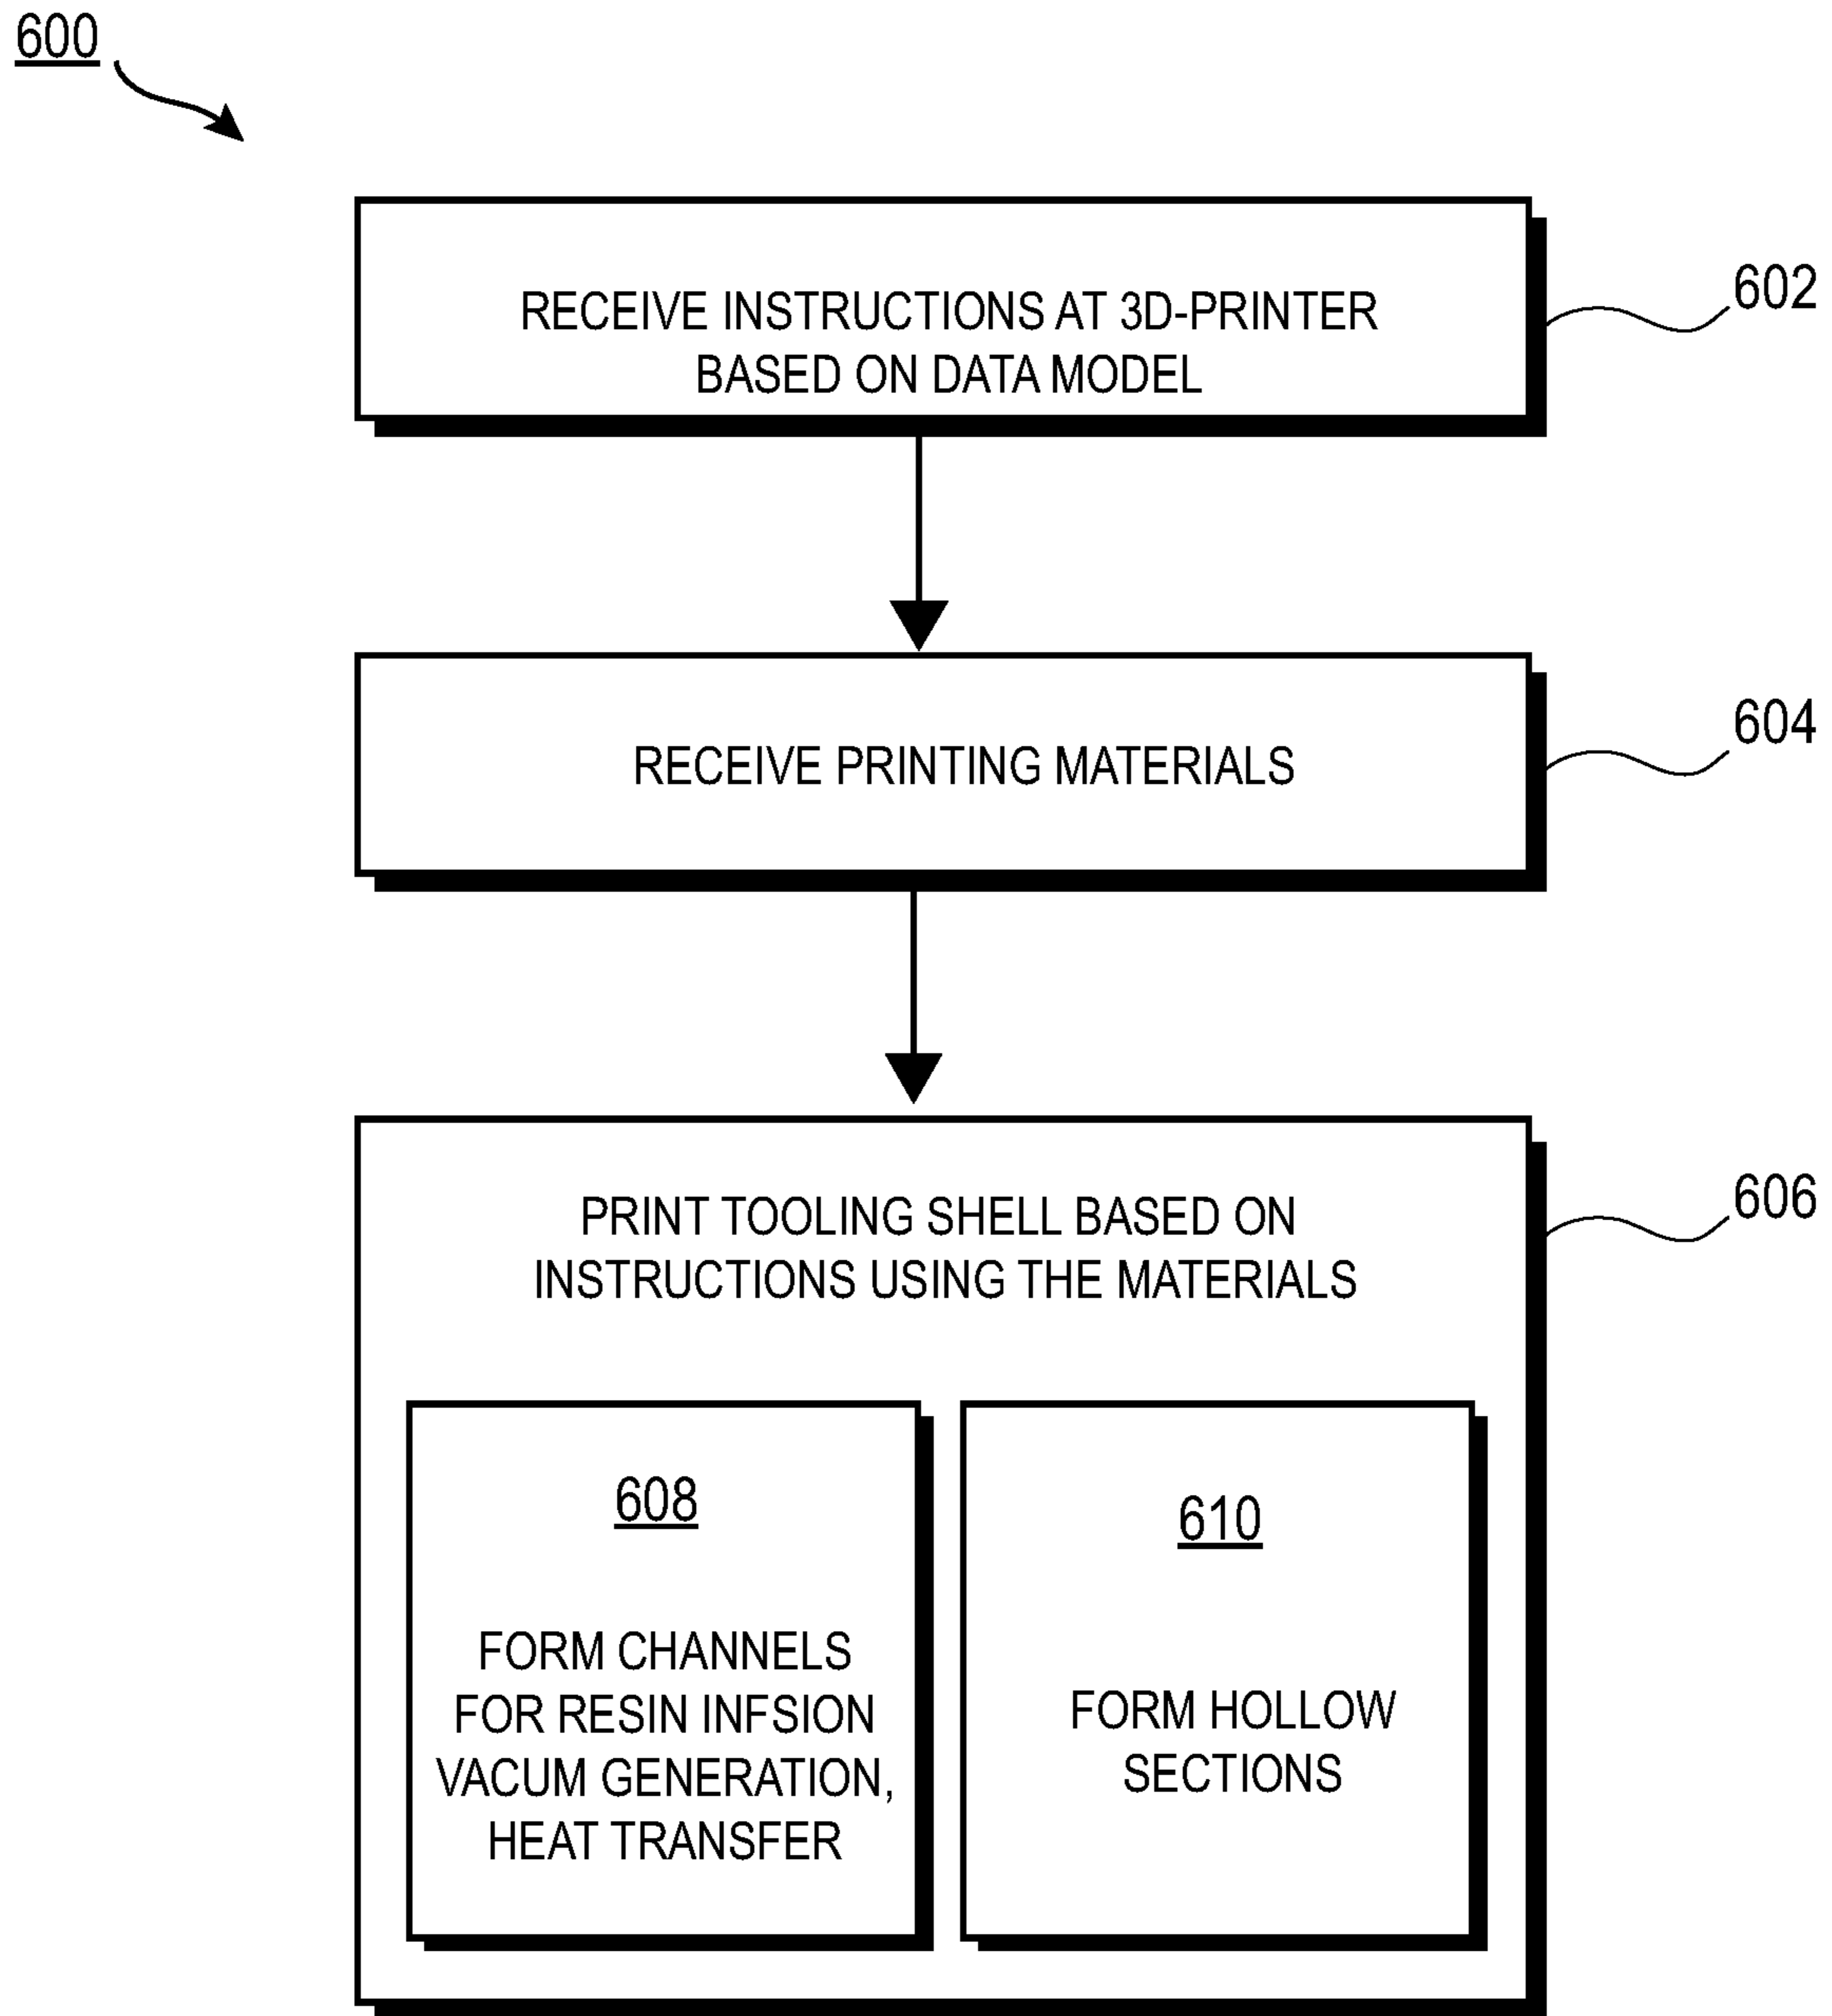 600
RECEIVE INSTRUCTIONS AT 3D-PRINTER
BASED ON DATA MODEL
602
RECEIVE PRINTING MATERIALS
604
PRINT TOOLING SHELL BASED ON
INSTRUCTIONS USING THE MATERIALS
606
608
FORM CHANNELS
FOR RESIN INFSION
VACUM GENERATION,
HEAT TRANSFER
610
FORM HOLLOW
SECTIONS